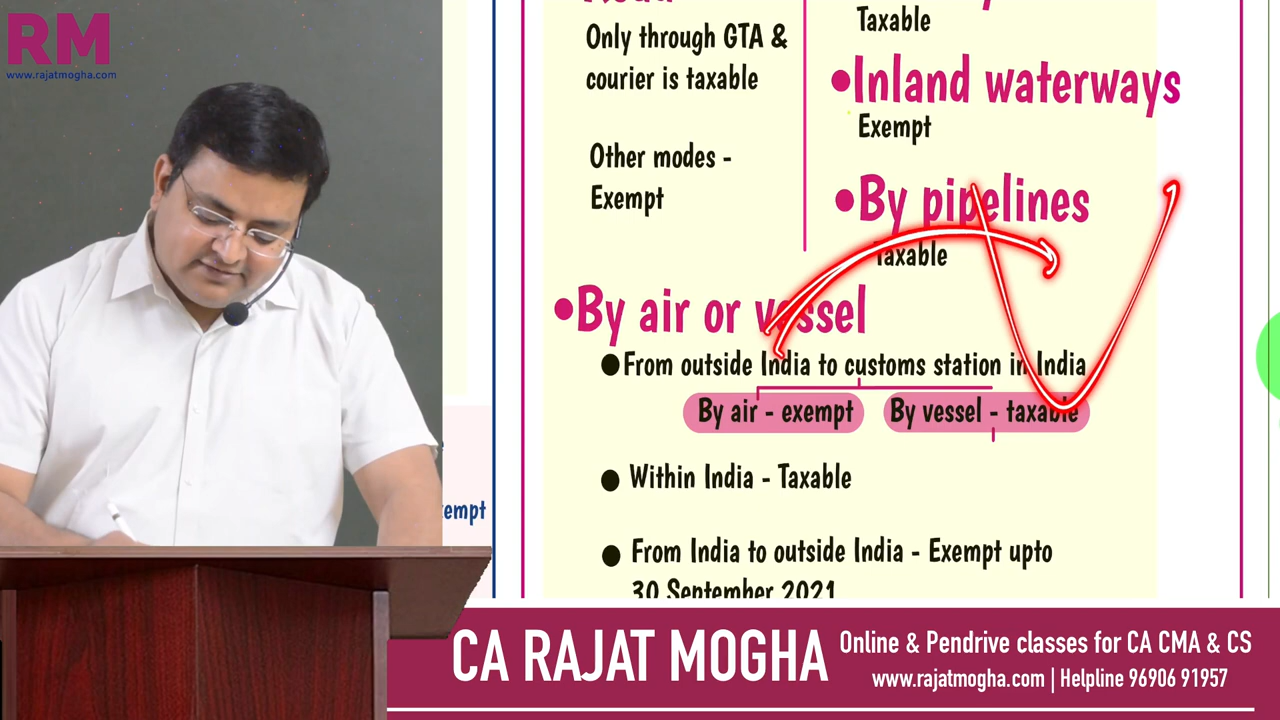 RM
www.rajatmogha.com
Only through GTA &
courier is taxable
Other modes -
Exempt
Taxable
•Inland waterways
Exempt
•By pipelines
Taxable
•By air or vessel
●From outside India to customs station in India
By air - exempt
By vessel - taxable
● Within India - Taxable
● From India to outside India - Exempt upto
30 September 2021
CA RAJAT MOGHA
Online & Pendrive classes for CA CMA & CS
www.rajatmogha.com | Helpline 96906 91957